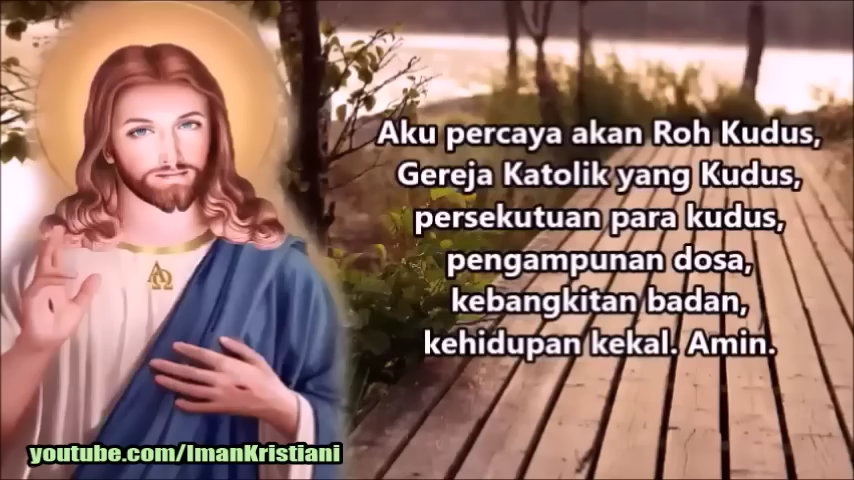 Aku percaya akan Roh Kudus,
Gereja Katolik yang Kudus,
persekutuan para kudus,
pengampunan dosa,
kebangkitan badan,
kehidupan kekal. Amin.
ΑΩ
youtube.com/ImanKristiani